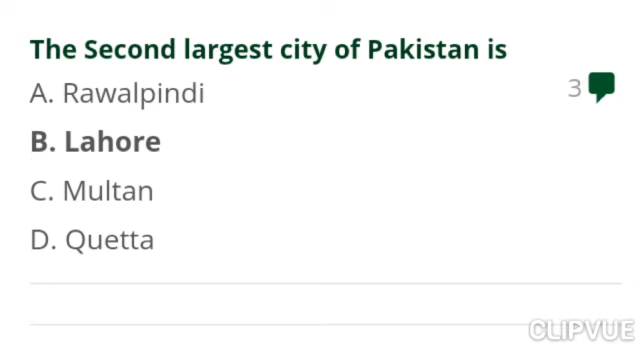 The Second largest city of Pakistan is
A. Rawalpindi
3
B. Lahore
C. Multan
D. Quetta
CLIPVUE